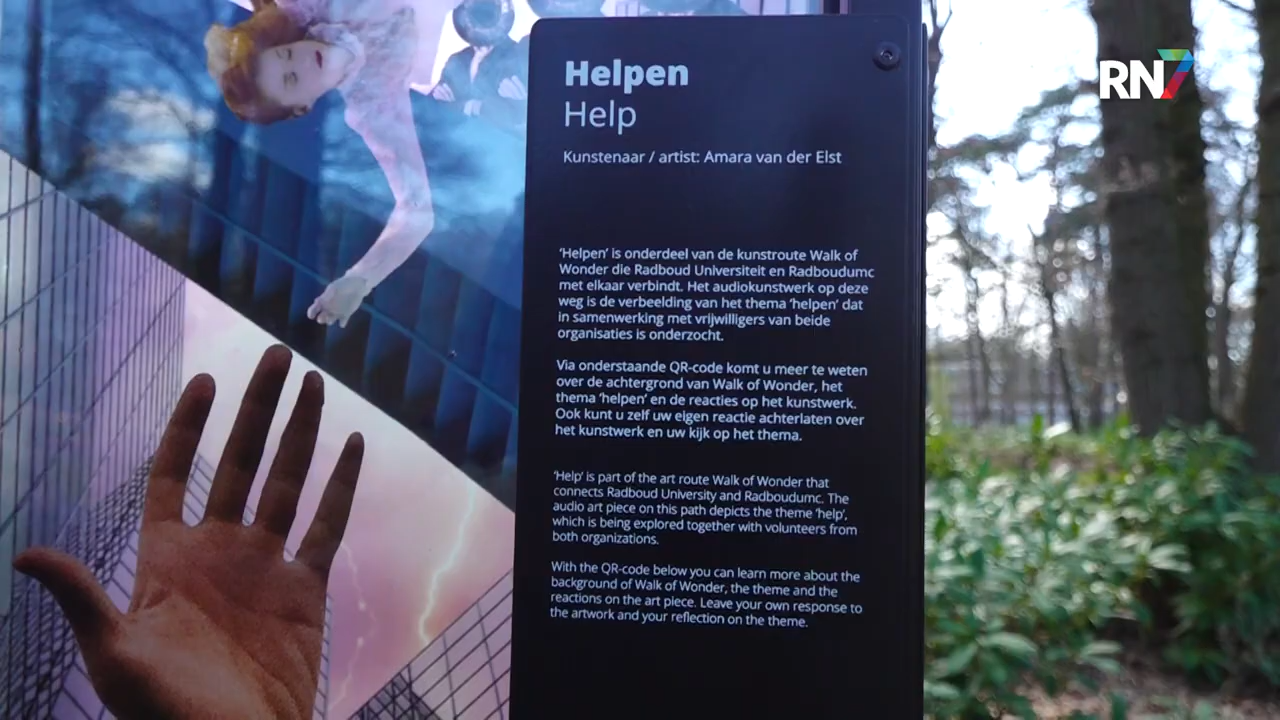 RN7
Helpen
Help
Kunstenaar / artist: Amara van der Elst
‘Helpen’ is onderdeel van de kunstroute Walk of
Wonder die Radboud Universiteit en Radboudumc
met elkaar verbindt. Het audiokunstwerk op deze
weg is de verbeelding van het thema ‘helpen’ dat
in samenwerking met vrijwilligers van beide
organisaties is onderzocht.
Via onderstaande QR-code komt u meer te weten
over de achtergrond van Walk of Wonder, het
thema ‘helpen’ en de reacties op het kunstwerk.
Ook kunt u zelf uw eigen reactie achterlaten over
het kunstwerk en uw kijk op het thema.
‘Help’ is part of the art route Walk of Wonder that
connects Radboud University and Radboudumc. The
audio art piece on this path depicts the theme ‘help’,
which is being explored together with volunteers from
both organizations.
With the QR-code below you can learn more about the
background of Walk of Wonder, the theme and the
reactions on the art piece. Leave your own response to
the artwork and your reflection on the theme.